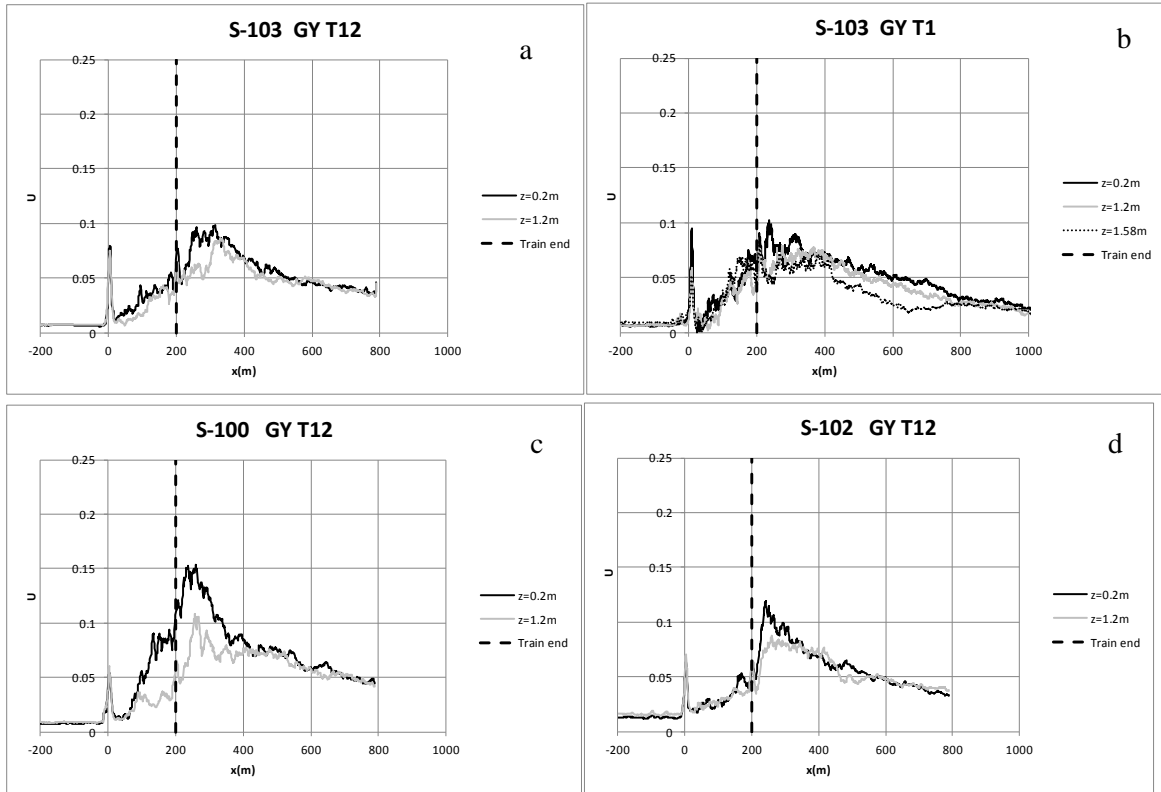 S-103 GY T12
a
0.25
0.2
0.15
0.1
0.05
0
U
-200 0 200 400 600 800 1000
x(m)
z=0.2m
z=1.2m
Train end
S-103 GY T1
b
0.25
0.2
0.15
0.1
0.05
0
U
-200 0 200 400 600 800 1000
x(m)
z=0.2m
z=1.2m
z=1.58m
Train end
S-100 GY T12
c
0.25
0.2
0.15
0.1
0.05
0
U
-200 0 200 400 600 800 1000
x(m)
z=0.2m
z=1.2m
Train end
S-102 GY T12
d
0.25
0.2
0.15
0.1
0.05
0
U
-200 0 200 400 600 800 1000
x(m)
z=0.2m
z=1.2m
Train end